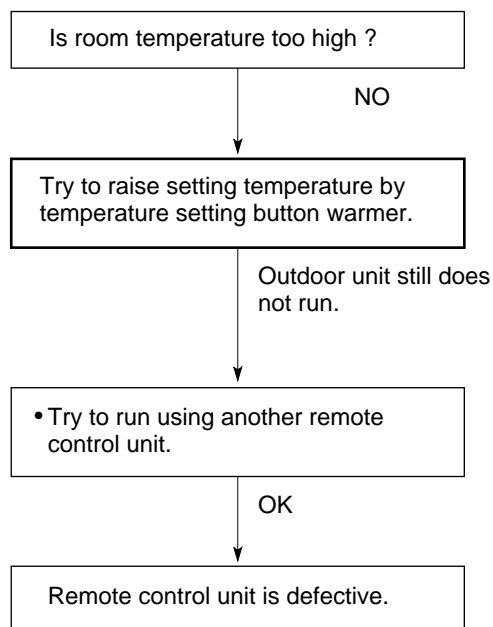 Is room temperature too high ?
NO
Try to raise setting temperature by
temperature setting button warmer.
Outdoor unit still does
not run.
• Try to run using another remote
control unit.
OK
Remote control unit is defective.